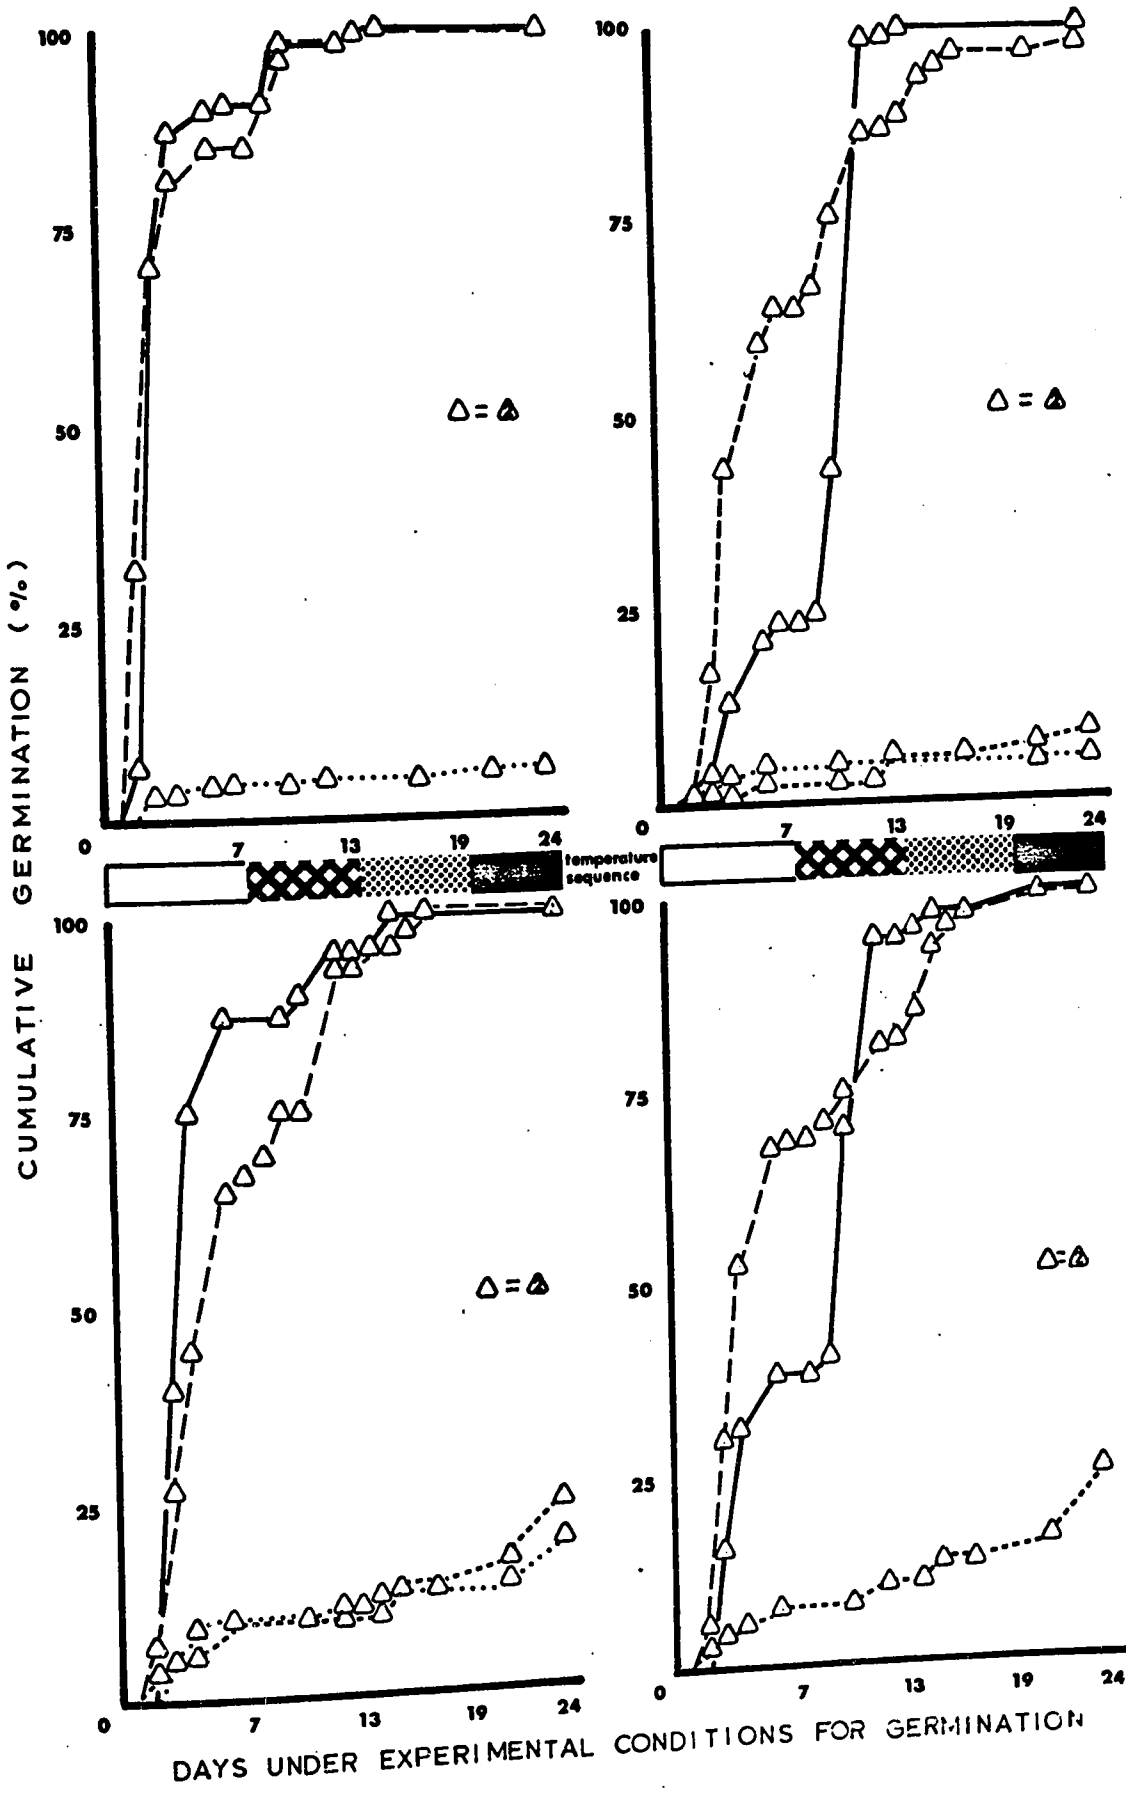 CUMULATIVE GERMINATION (%)
100
75
50
25
Δ =
0 7 13 19 24
100
75
50
25
Δ =
0 7 13 19 24
temperature
sequence
100
75
50
25
Δ =
0 7 13 19 24
100
75
50
25
Δ=
0 7 13 19 24
DAYS UNDER EXPERIMENTAL CONDITIONS FOR GERMINATION